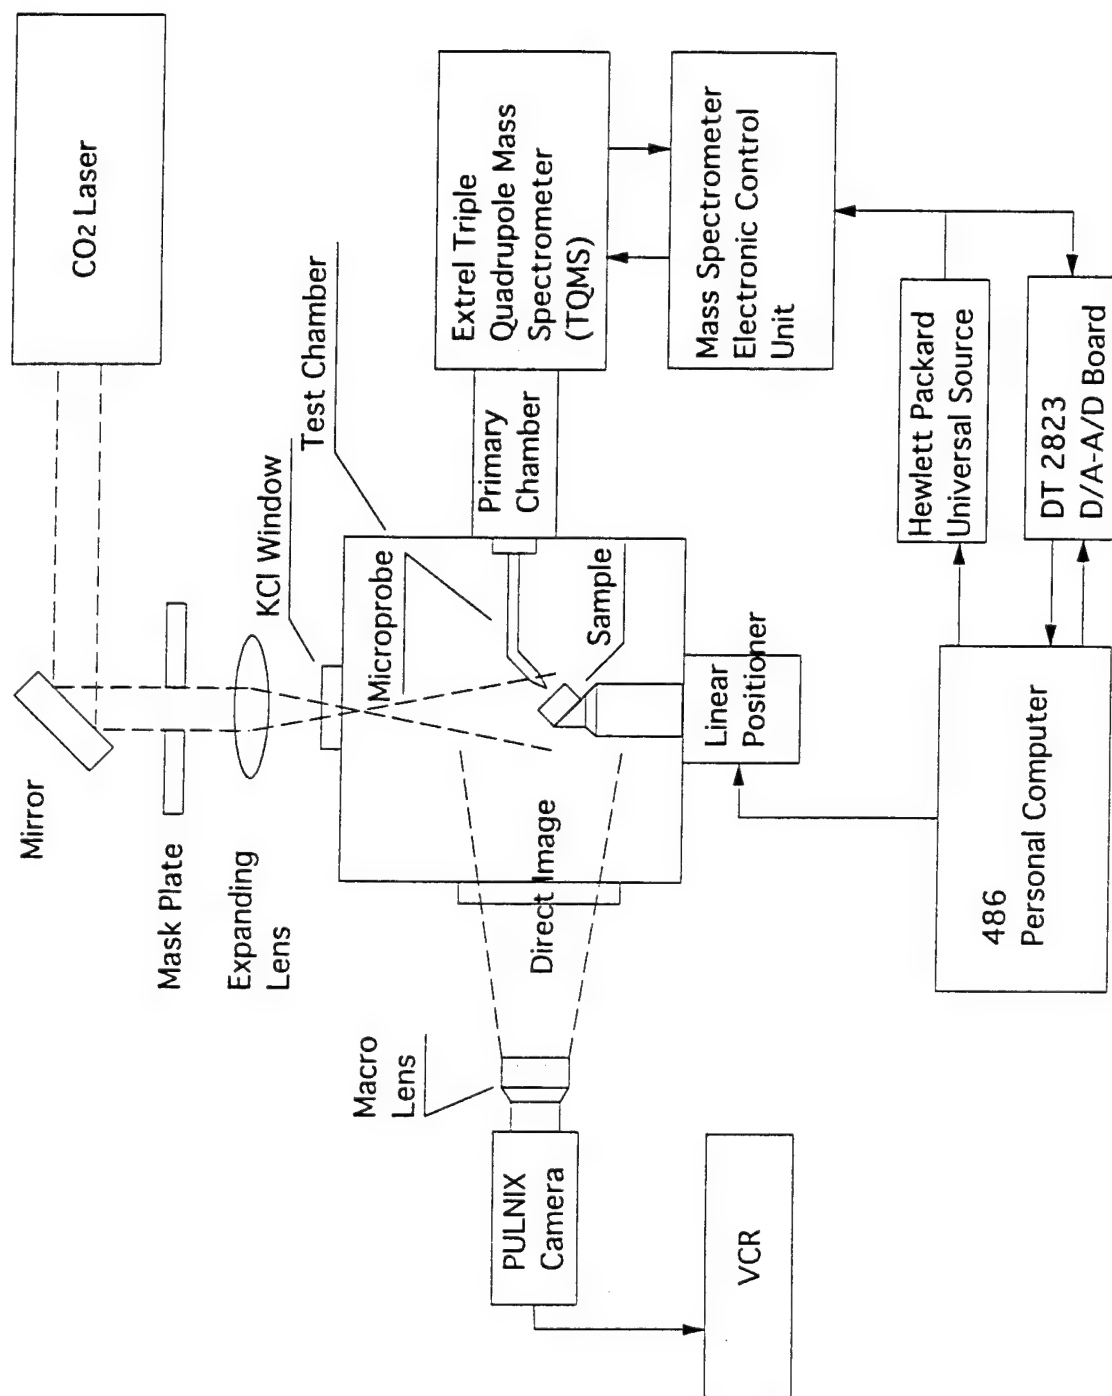 CO2 Laser
Mirror
Mask Plate
Expanding
Lens
KCl Window
Test Chamber
Microprobe
Sample
Primary
Chamber
Extrel Triple
Quadrupole Mass
Spectrometer
(TQMS)
Mass Spectrometer
Electronic Control
Unit
Direct Image
Linear
Positioner
Macro
Lens
PULNIX
Camera
VCR
Hewlett Packard
Universal Source
DT 2823
D/A-A/D Board
486
Personal Computer